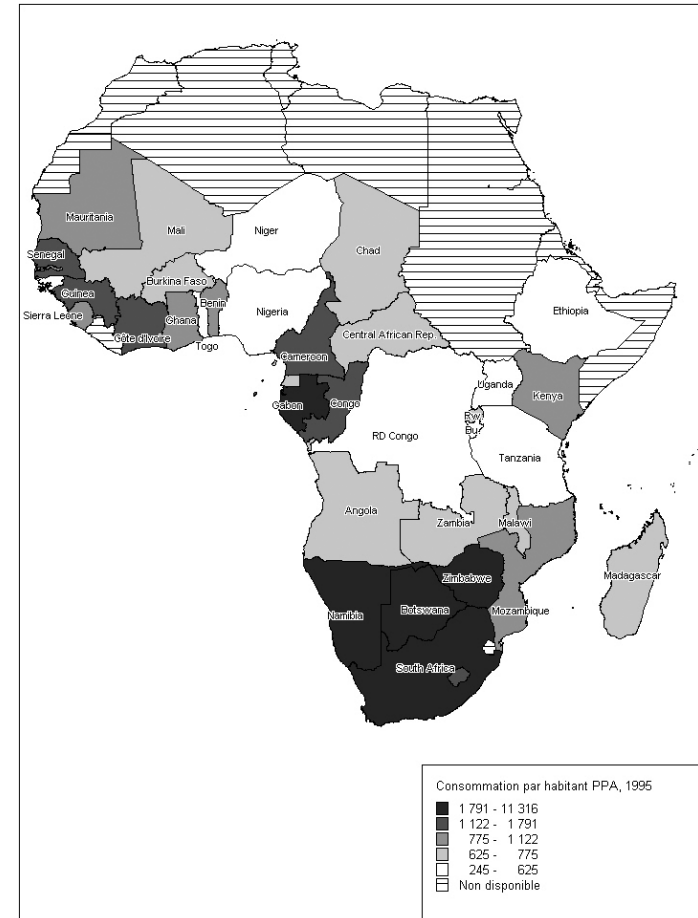 Mauritania
Mali
Niger
Chad
Senegal
Burkina Faso
Guinea
Benin
Nigeria
Ethiopia
Sierra Leone
Ghana
Côte d'Ivoire
Togo
Central African Rep.
Cameroon
Uganda
Kenya
Gabon
Congo
Rw
Bu
RD Congo
Tanzania
Angola
Zambia
Malawi
Madagascar
Zimbabwe
Namibia
Botswana
Mozambique
South Africa
Consommation par habitant PPA, 1995
1 791 - 11 316
1 122 - 1 791
775 - 1 122
625 - 775
245 - 625
Non disponible